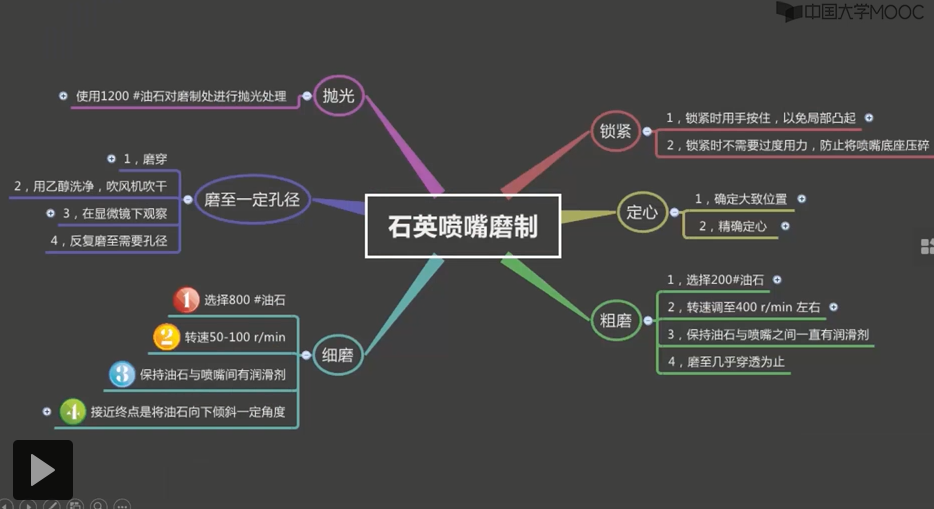 中国大学MOOC
石英喷嘴磨制
锁紧
1，锁紧时用手按住，以免局部凸起
2，锁紧时不需要过度用力，防止将喷嘴底座压碎
定心
1，确定大致位置
2，精确定心
粗磨
1，选择200#油石
2，转速调至400 r/min 左右
3，保持油石与喷嘴之间一直有润滑剂
4，磨至几乎穿透为止
细磨
1 选择800 #油石
2 转速50-100 r/min
3 保持油石与喷嘴间有润滑剂
4 接近终点是将油石向下倾斜一定角度
磨至一定孔径
1，磨穿
2，用乙醇洗净，吹风机吹干
3，在显微镜下观察
4，反复磨至需要孔径
抛光
使用1200 #油石对磨制处进行抛光处理